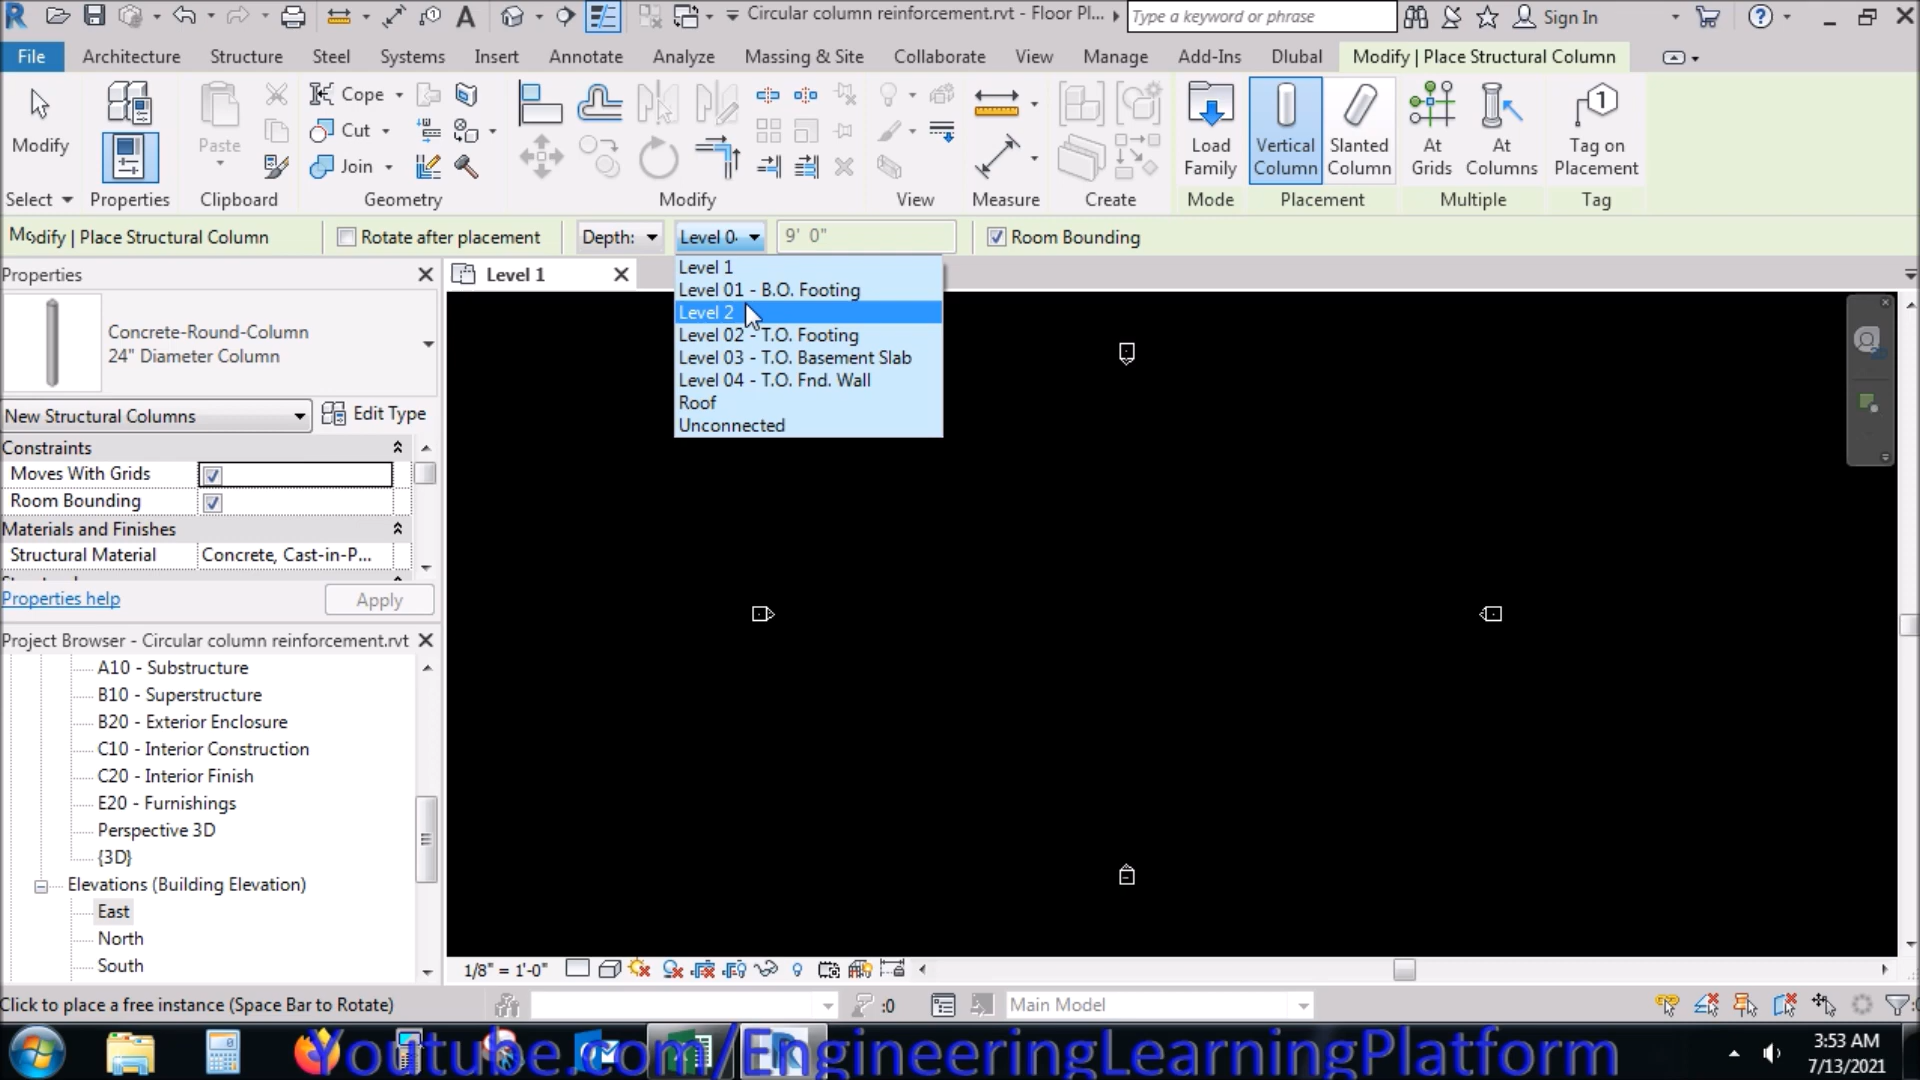 Circular column reinforcement.rvt - Floor Pl...
Type a keyword or phrase
Sign In
File
Architecture
Structure
Steel
Systems
Insert
Annotate
Analyze
Massing & Site
Collaborate
View
Manage
Add-Ins
Dlubal
Modify | Place Structural Column
Modify
Paste
Cope
Cut
Join
Load Family
Vertical Column
Slanted Column
At Grids
At Columns
Tag on Placement
Select
Properties
Clipboard
Geometry
Modify
View
Measure
Create
Mode
Placement
Multiple
Tag
Modify | Place Structural Column
Rotate after placement
Depth:
Level 0
9' 0"
Room Bounding
Properties
Level 1
Level 1
Level 01 - B.O. Footing
Level 2
Level 02 - T.O. Footing
Level 03 - T.O. Basement Slab
Level 04 - T.O. Fnd. Wall
Roof
Unconnected
Concrete-Round-Column
24" Diameter Column
New Structural Columns
Edit Type
Constraints
Moves With Grids
Room Bounding
Materials and Finishes
Structural Material
Concrete, Cast-in-P...
Properties help
Apply
Project Browser - Circular column reinforcement.rvt
A10 - Substructure
B10 - Superstructure
B20 - Exterior Enclosure
C10 - Interior Construction
C20 - Interior Finish
E20 - Furnishings
Perspective 3D
{3D}
Elevations (Building Elevation)
East
North
South
1/8" = 1'-0"
Click to place a free instance (Space Bar to Rotate)
:0
Main Model
Youtube.com/EngineeringLearningPlatform
3:53 AM
7/13/2021